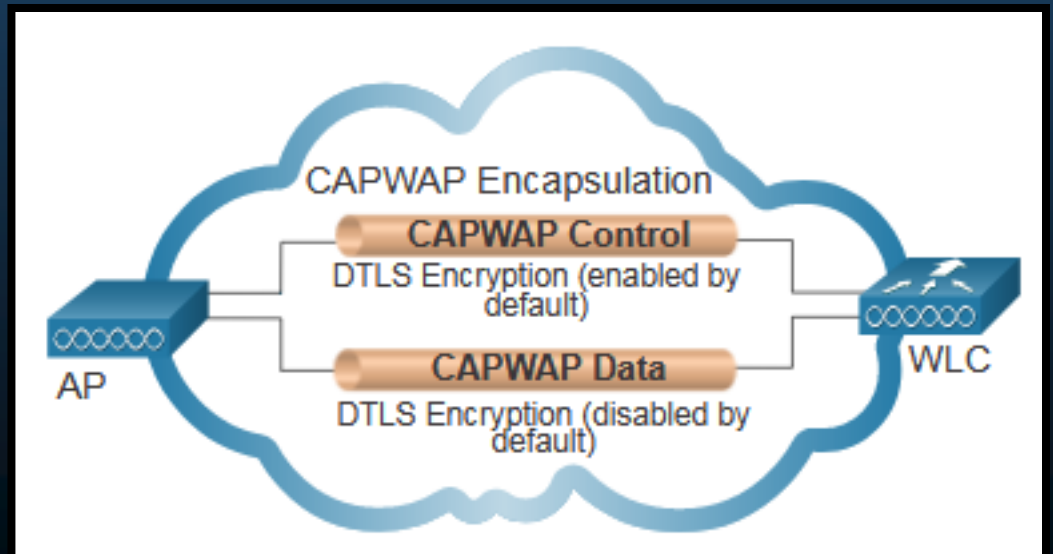 CAPWAP Encapsulation
CAPWAP Control
DTLS Encryption (enabled by
default)
AP
WLC
CAPWAP Data
DTLS Encryption (disabled by
default)